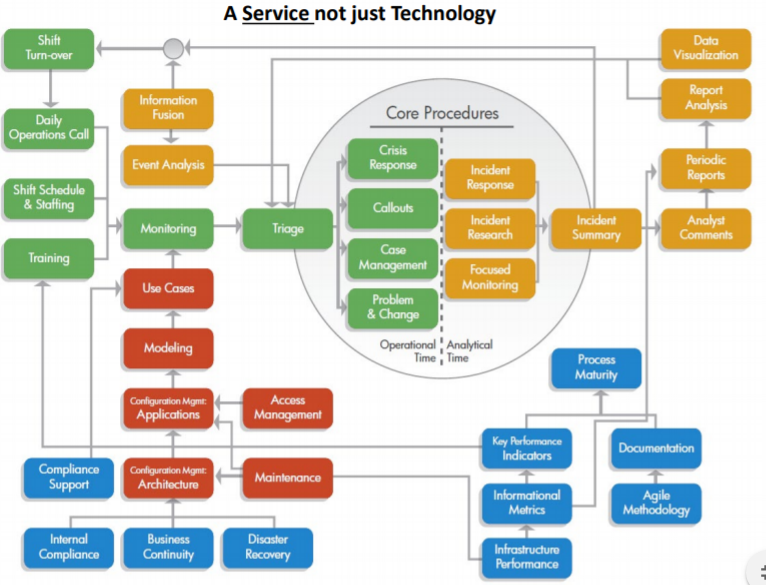 A Service not just Technology
Shift
Turn-over
Data
Visualization
Information
Fusion
Report
Analysis
Daily
Operations Call
Core Procedures
Event Analysis
Crisis
Response
Incident
Response
Periodic
Reports
Shift Schedule
& Staffing
Callouts
Monitoring
Triage
Incident
Research
Incident
Summary
Analyst
Comments
Training
Case
Management
Focused
Monitoring
Use Cases
Problem
& Change
Operational
Time
Analytical
Time
Modeling
Process
Maturity
Configuration Mgmt:
Applications
Access
Management
Key Performance
Indicators
Documentation
Compliance
Support
Configuration Mgmt:
Architecture
Maintenance
Informational
Metrics
Agile
Methodology
Internal
Compliance
Business
Continuity
Disaster
Recovery
Infrastructure
Performance